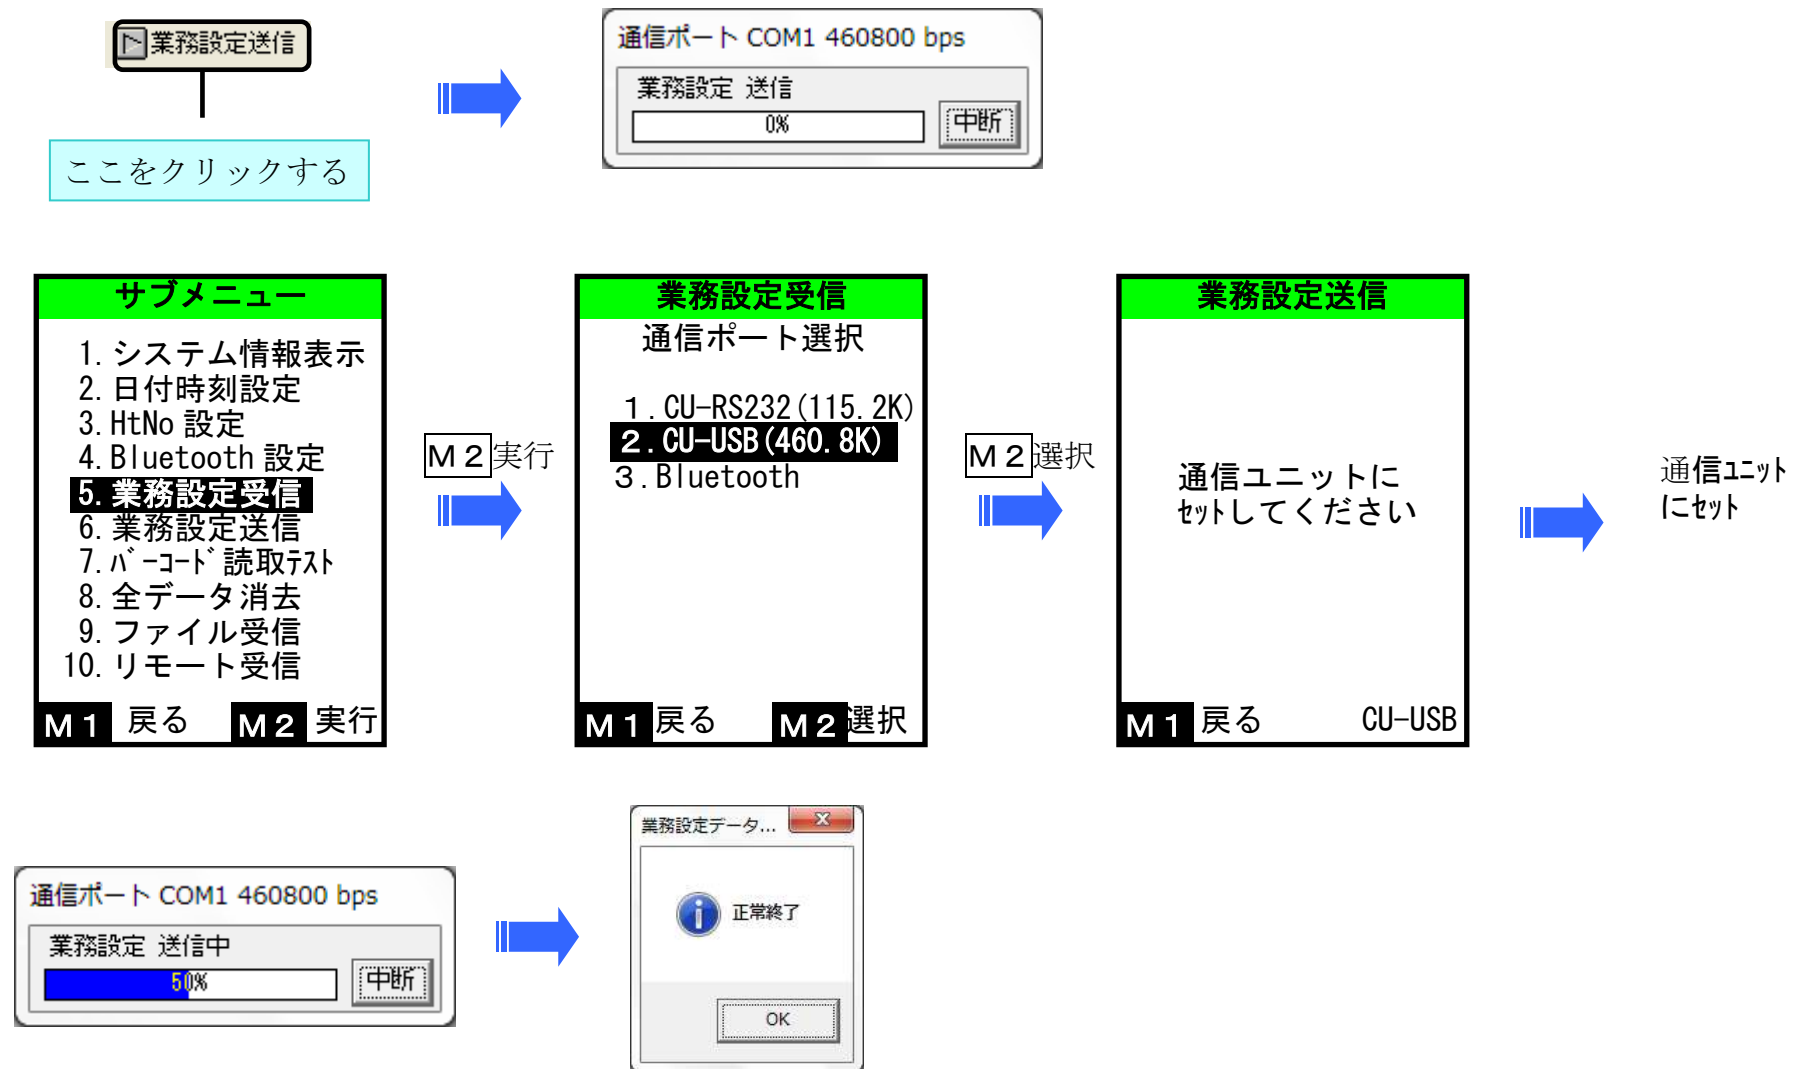 業務設定送信
ここをクリックする
通信ポート COM1 460800 bps
業務設定 送信
0%
中断
サブメニュー
1. システム情報表示
2. 日付時刻設定
3. HtNo 設定
4. Bluetooth 設定
5. 業務設定受信
6. 業務設定送信
7. バーコード読取テスト
8. 全データ消去
9. ファイル受信
10. リモート受信
M1 戻る M2 実行
M2実行
業務設定受信
通信ポート選択
1. CU-RS232(115.2K)
2. CU-USB(460.8K)
3. Bluetooth
M1 戻る M2 選択
M2選択
業務設定送信
通信ユニットに
ｾｯﾄしてください
M1 戻る CU-USB
通信ﾕﾆｯﾄ
にｾｯﾄ
通信ポート COM1 460800 bps
業務設定 送信中
50%
中断
業務設定データ...
正常終了
OK